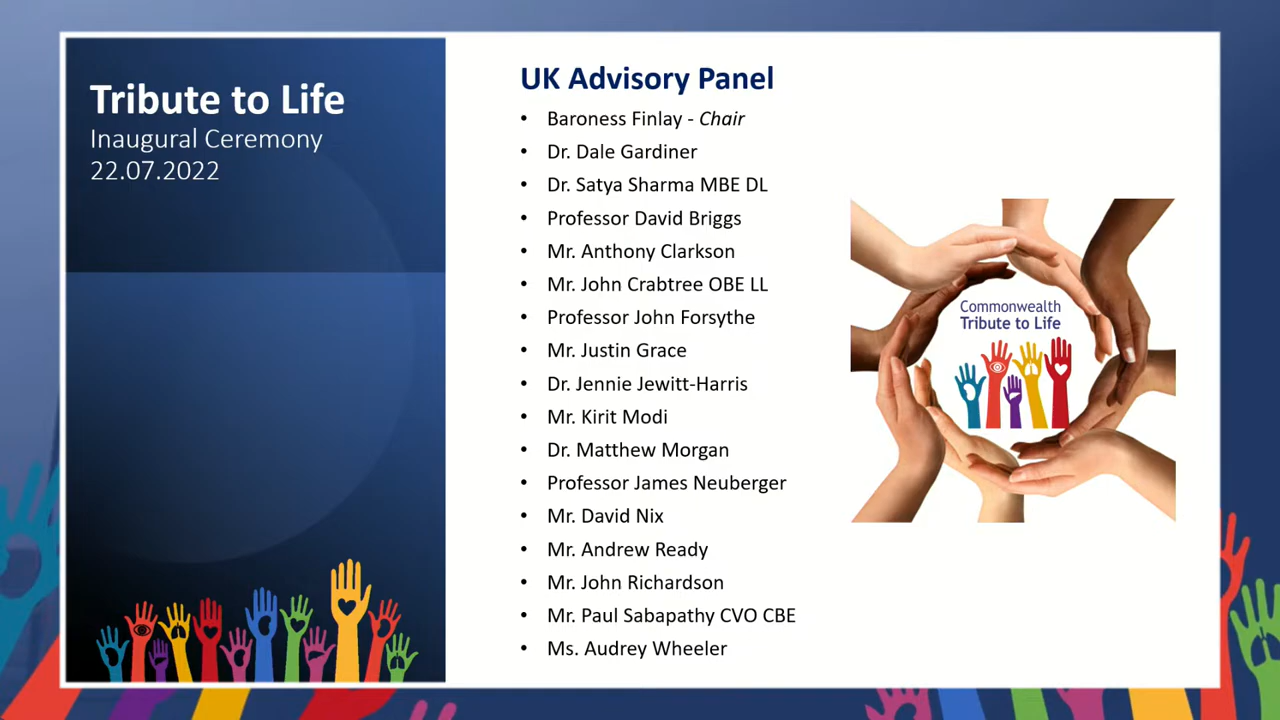 Tribute to Life
Inaugural Ceremony
22.07.2022
UK Advisory Panel
• Baroness Finlay - Chair
• Dr. Dale Gardiner
• Dr. Satya Sharma MBE DL
• Professor David Briggs
• Mr. Anthony Clarkson
• Mr. John Crabtree OBE LL
• Professor John Forsythe
• Mr. Justin Grace
• Dr. Jennie Jewitt-Harris
• Mr. Kirit Modi
• Dr. Matthew Morgan
• Professor James Neuberger
• Mr. David Nix
• Mr. Andrew Ready
• Mr. John Richardson
• Mr. Paul Sabapathy CVO CBE
• Ms. Audrey Wheeler
Commonwealth
Tribute to Life